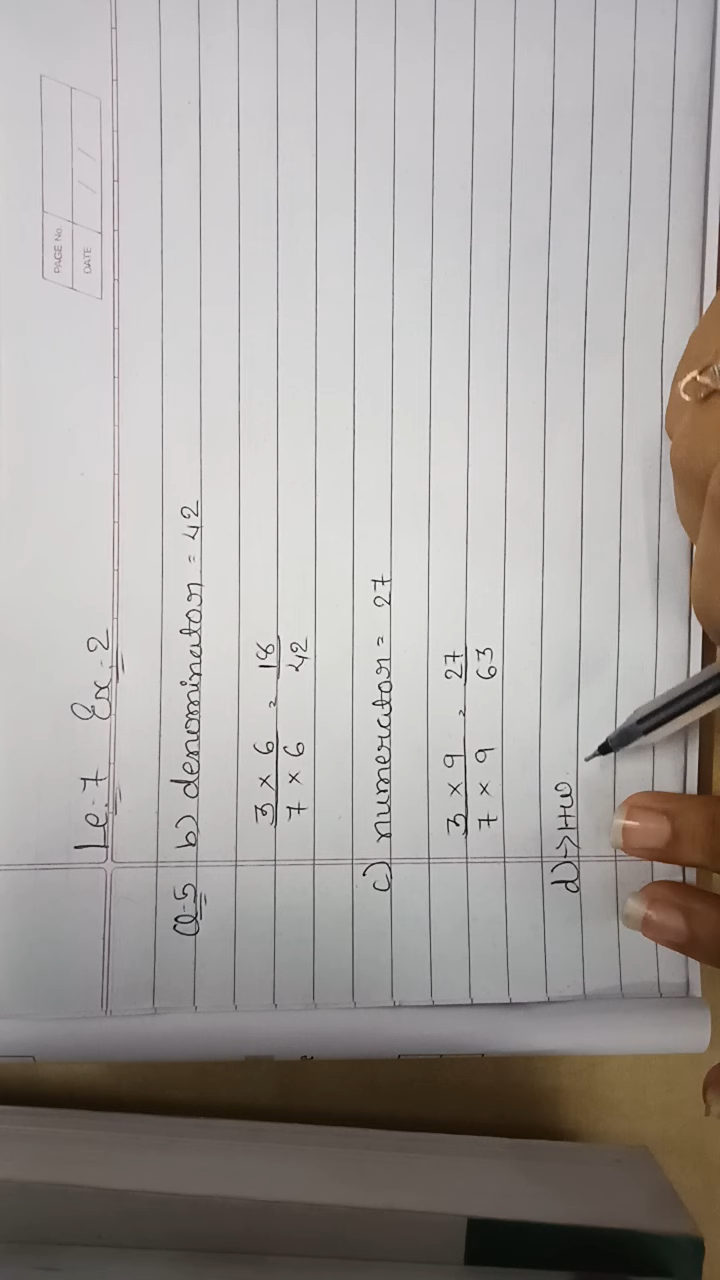 PAGE No.
DATE / /
Le.7 Ex.2
Q.5 b) denominator = 42
3 × 6 = 18
7 × 6 42
c) numerator = 27
3 × 9 = 27
7 × 9 63
d) → HW.